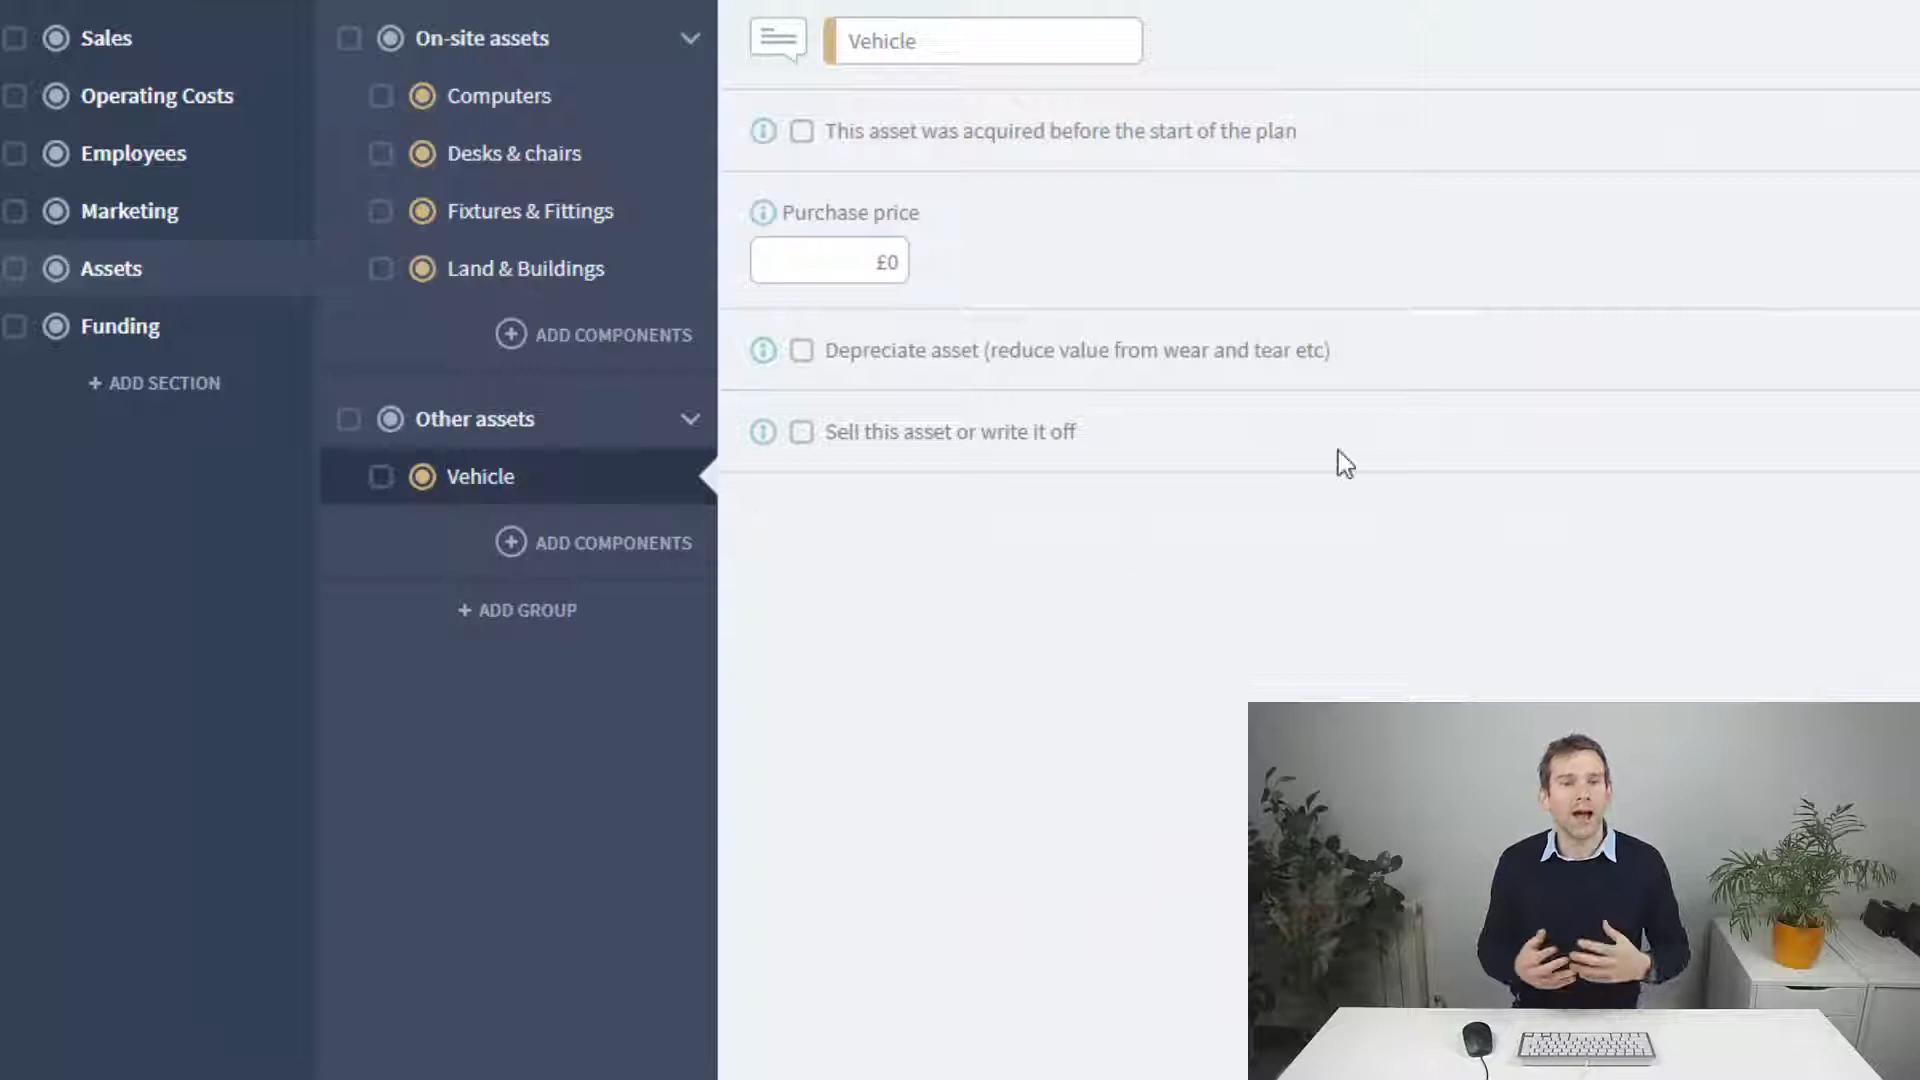 Sales
Operating Costs
Employees
Marketing
Assets
Funding
+ ADD SECTION
On-site assets
Computers
Desks & chairs
Fixtures & Fittings
Land & Buildings
+ ADD COMPONENTS
Other assets
Vehicle
+ ADD COMPONENTS
+ ADD GROUP
Vehicle
This asset was acquired before the start of the plan
Purchase price
£0
Depreciate asset (reduce value from wear and tear etc)
Sell this asset or write it off